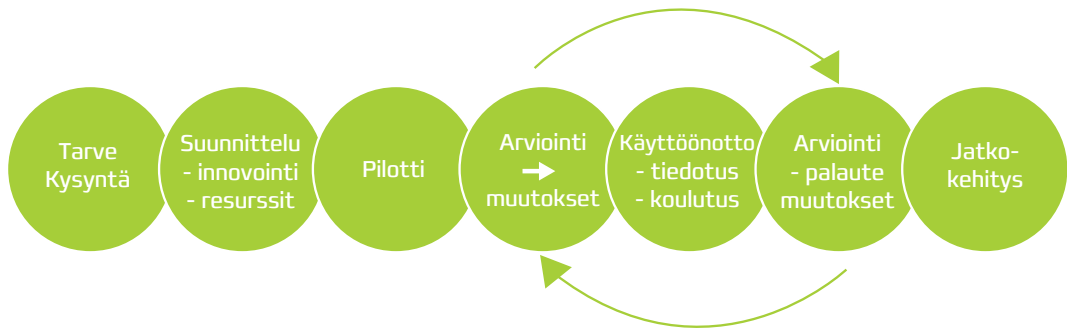 Tarve
Kysyntä
Suunnittelu
- innovointi
- resurssit
Pilotti
Arviointi
➔
muutokset
Käyttöönotto
- tiedotus
- koulutus
Arviointi
- palaute
muutokset
Jatko-
kehitys